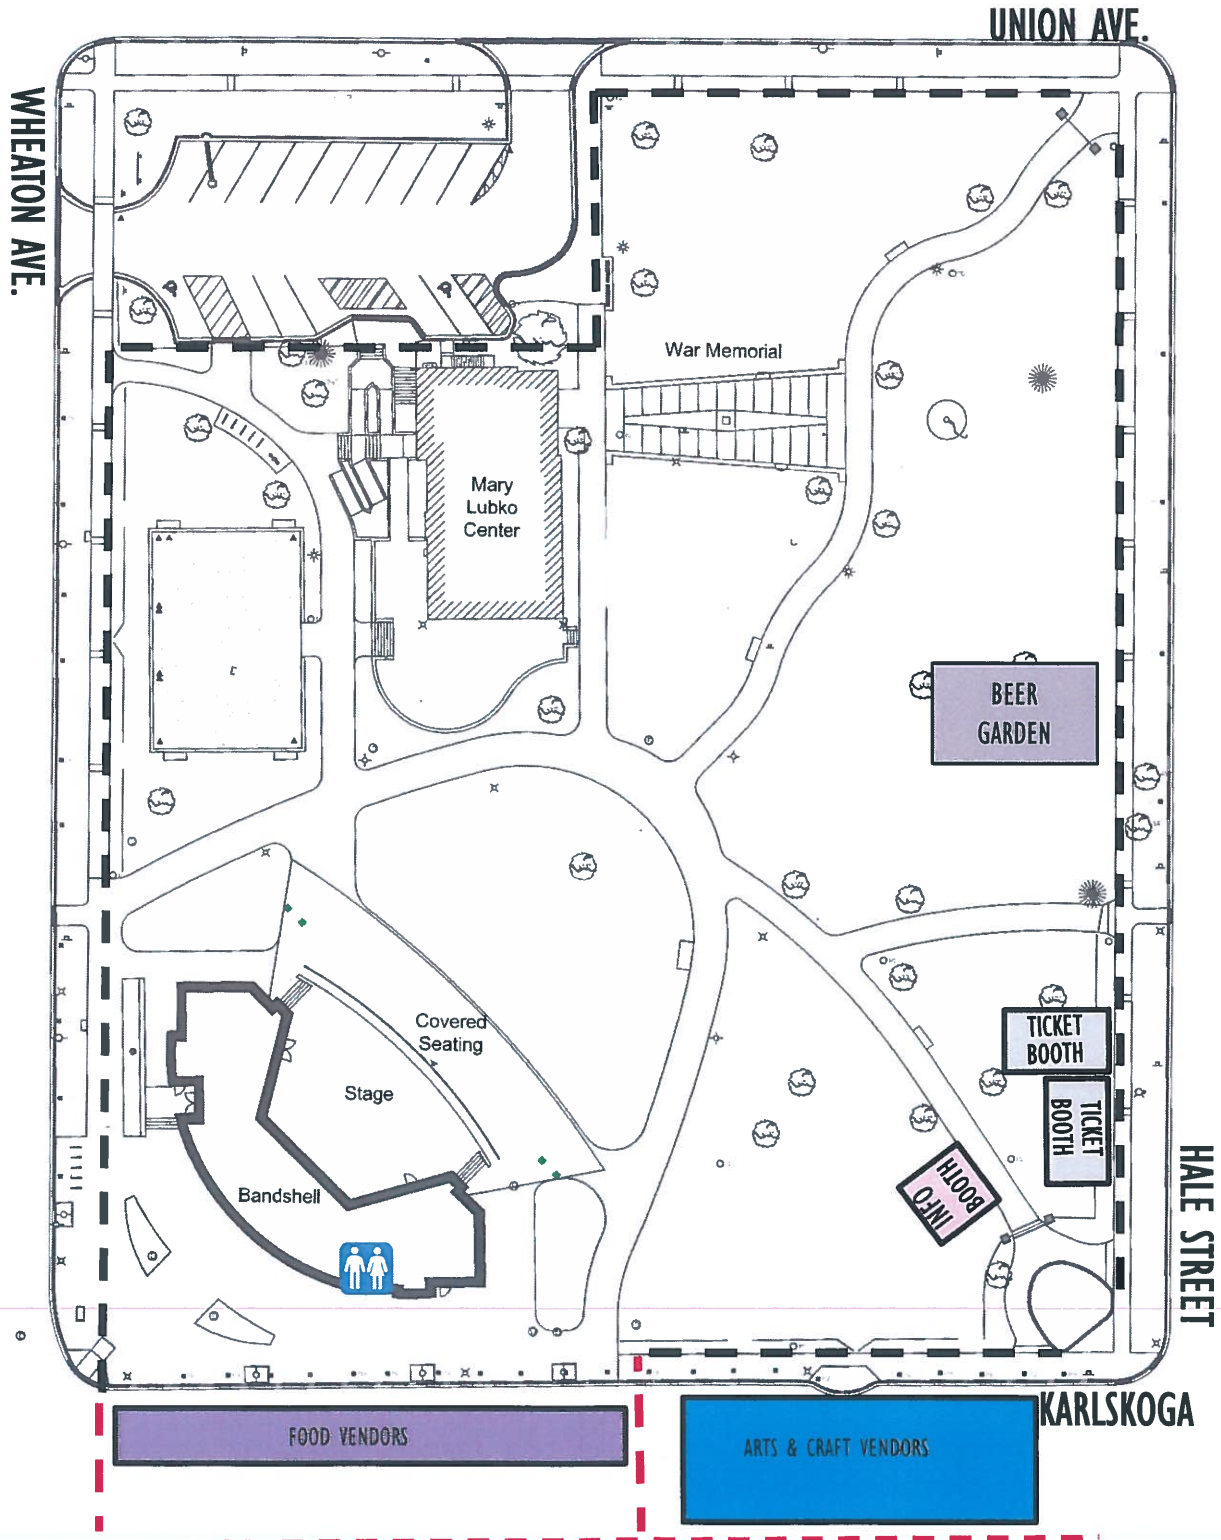 UNION AVE.
WHEATON AVE.
War Memorial
Mary
Lubko
Center
BEER
GARDEN
Covered
Seating
Stage
Bandshell
TICKET
BOOTH
TICKET
BOOTH
INFO
BOOTH
HALE STREET
KARLSKOGA
FOOD VENDORS
ARTS & CRAFT VENDORS